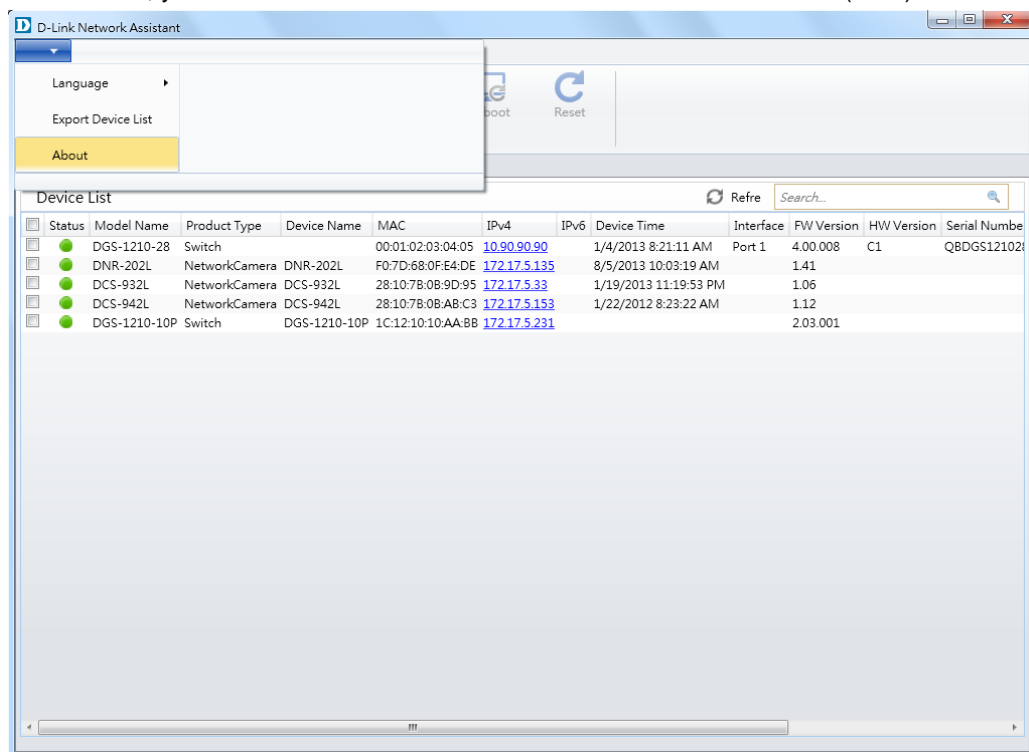 D-Link Network Assistant
Language
Export Device List
About
Reset
Device List Refre Search...
Status Model Name Product Type Device Name MAC IPv4 IPv6 Device Time Interface FW Version HW Version Serial Numbe
DGS-1210-28 Switch 00:01:02:03:04:05 10.90.90.90 1/4/2013 8:21:11 AM Port 1 4.00.008 C1 QBDGS121028
DNR-202L NetworkCamera DNR-202L F0:7D:68:0F:E4:DE 172.17.5.135 8/5/2013 10:03:19 AM 1.41
DCS-932L NetworkCamera DCS-932L 28:10:7B:0B:9D:95 172.17.5.33 1/19/2013 11:19:53 PM 1.06
DCS-942L NetworkCamera DCS-942L 28:10:7B:0B:AB:C3 172.17.5.153 1/22/2012 8:23:22 AM 1.12
DGS-1210-10P Switch DGS-1210-10P 1C:12:10:10:AA:BB 172.17.5.231 2.03.001